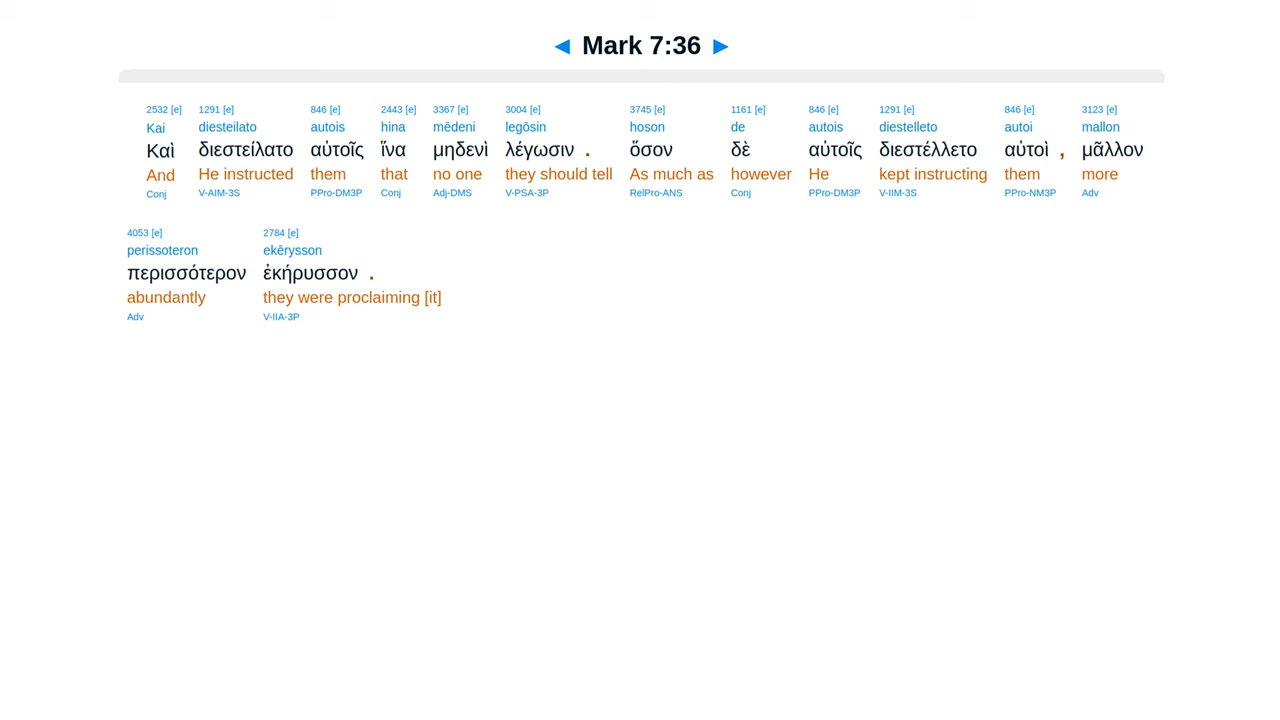 ◄ Mark 7:36 ►
2532 [e] 1291 [e] 846 [e] 2443 [e] 3367 [e] 3004 [e] 3745 [e] 1161 [e] 846 [e] 1291 [e] 846 [e] 3123 [e]
Kai diesteilato autois hina mēdeni legōsin hoson de autois diestelleto autoi mallon
Καὶ διεστείλατο αὐτοῖς ἵνα μηδενὶ λέγωσιν . ὅσον δὲ αὐτοῖς διεστέλλετο αὐτοὶ , μᾶλλον
And He instructed them that no one they should tell As much as however He kept instructing them more
Conj V-AIM-3S PPro-DM3P Conj Adj-DMS V-PSA-3P RelPro-ANS Conj PPro-DM3P V-IIM-3S PPro-NM3P Adv
4053 [e] 2784 [e]
perissoteron ekērysson
περισσότερον ἐκήρυσσον .
abundantly they were proclaiming [it]
Adv V-IIA-3P